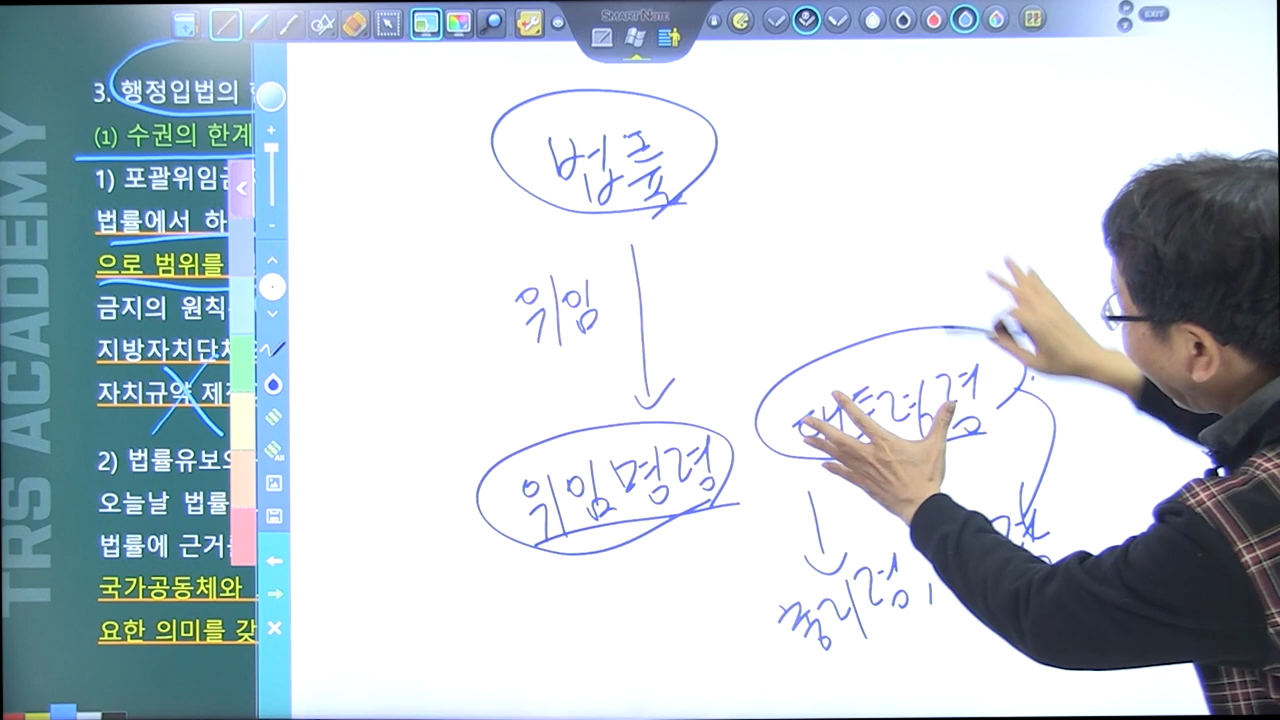 SMARTNOTE
EXIT
TRS ACADEMY
3. 행정입법의
(1) 수권의 한계
1) 포괄위임금
법률에서 하
으로 범위를
금지의 원칙
지방자치단체
자치규약 제정
2) 법률유보의
오늘날 법률
법률에 근거
국가공동체와
요한 의미를 갖
법률
위임
위임명령
대통령령
총리령,